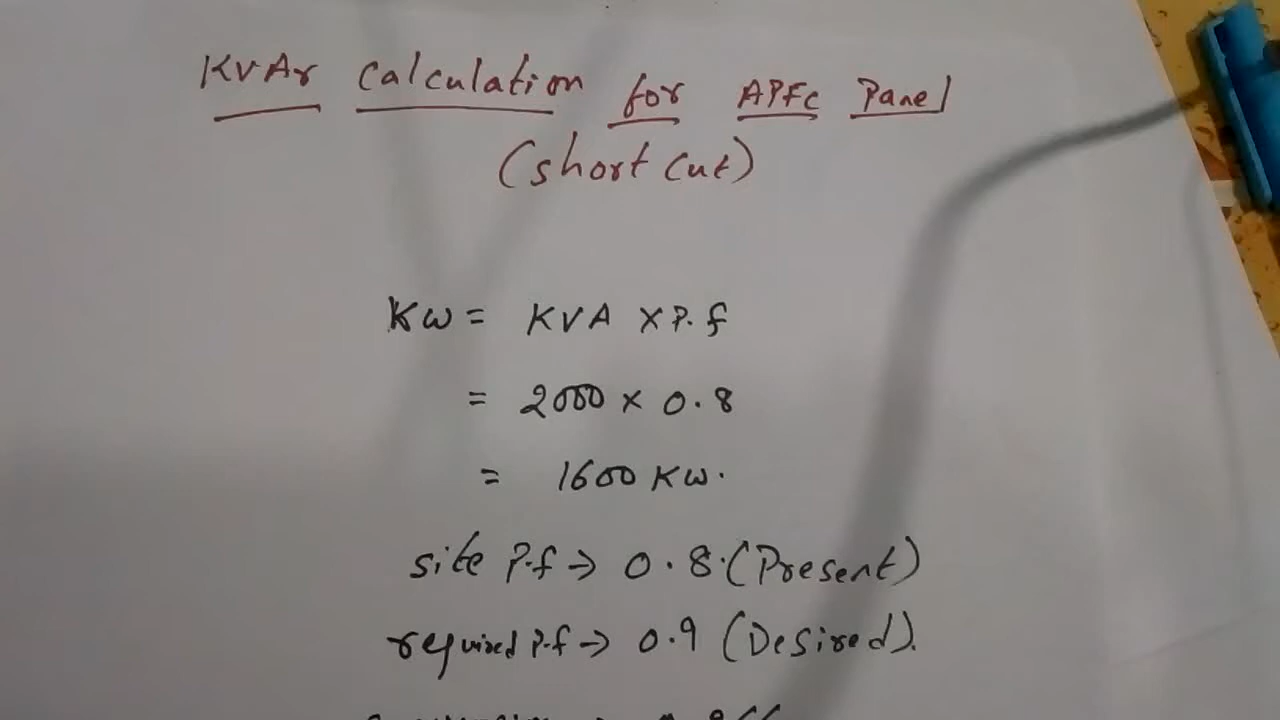 KVAr Calculation for APFC Panel
(short cut)
KW = KVA X P.f
= 2000 X 0.8
= 1600 KW.
site P.f → 0.8.(Present)
required P.f → 0.9 (Desired).